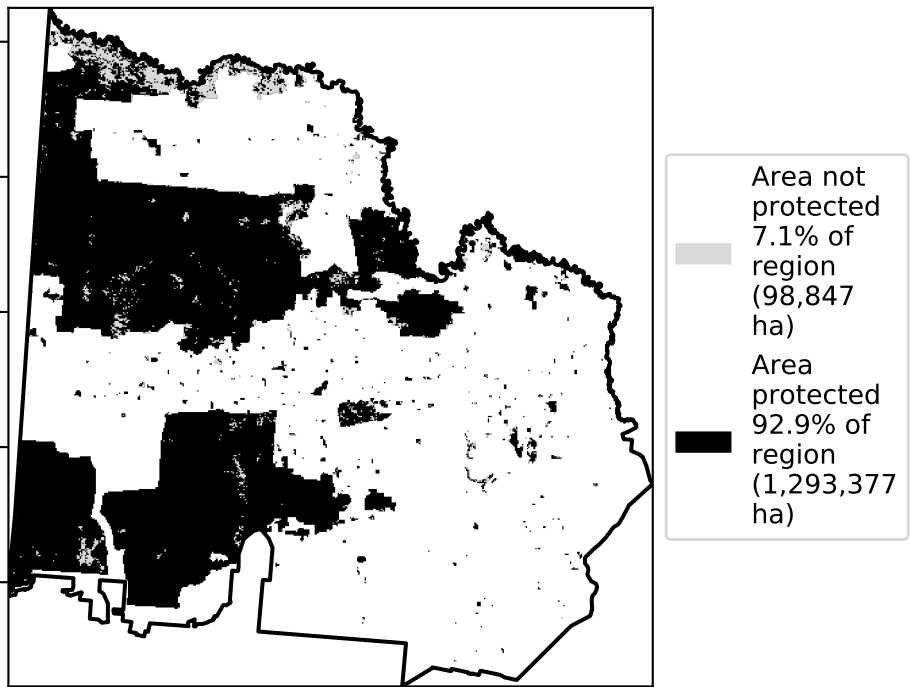 Area not
protected
7.1% of
region
(98,847
ha)
Area
protected
92.9% of
region
(1,293,377
ha)